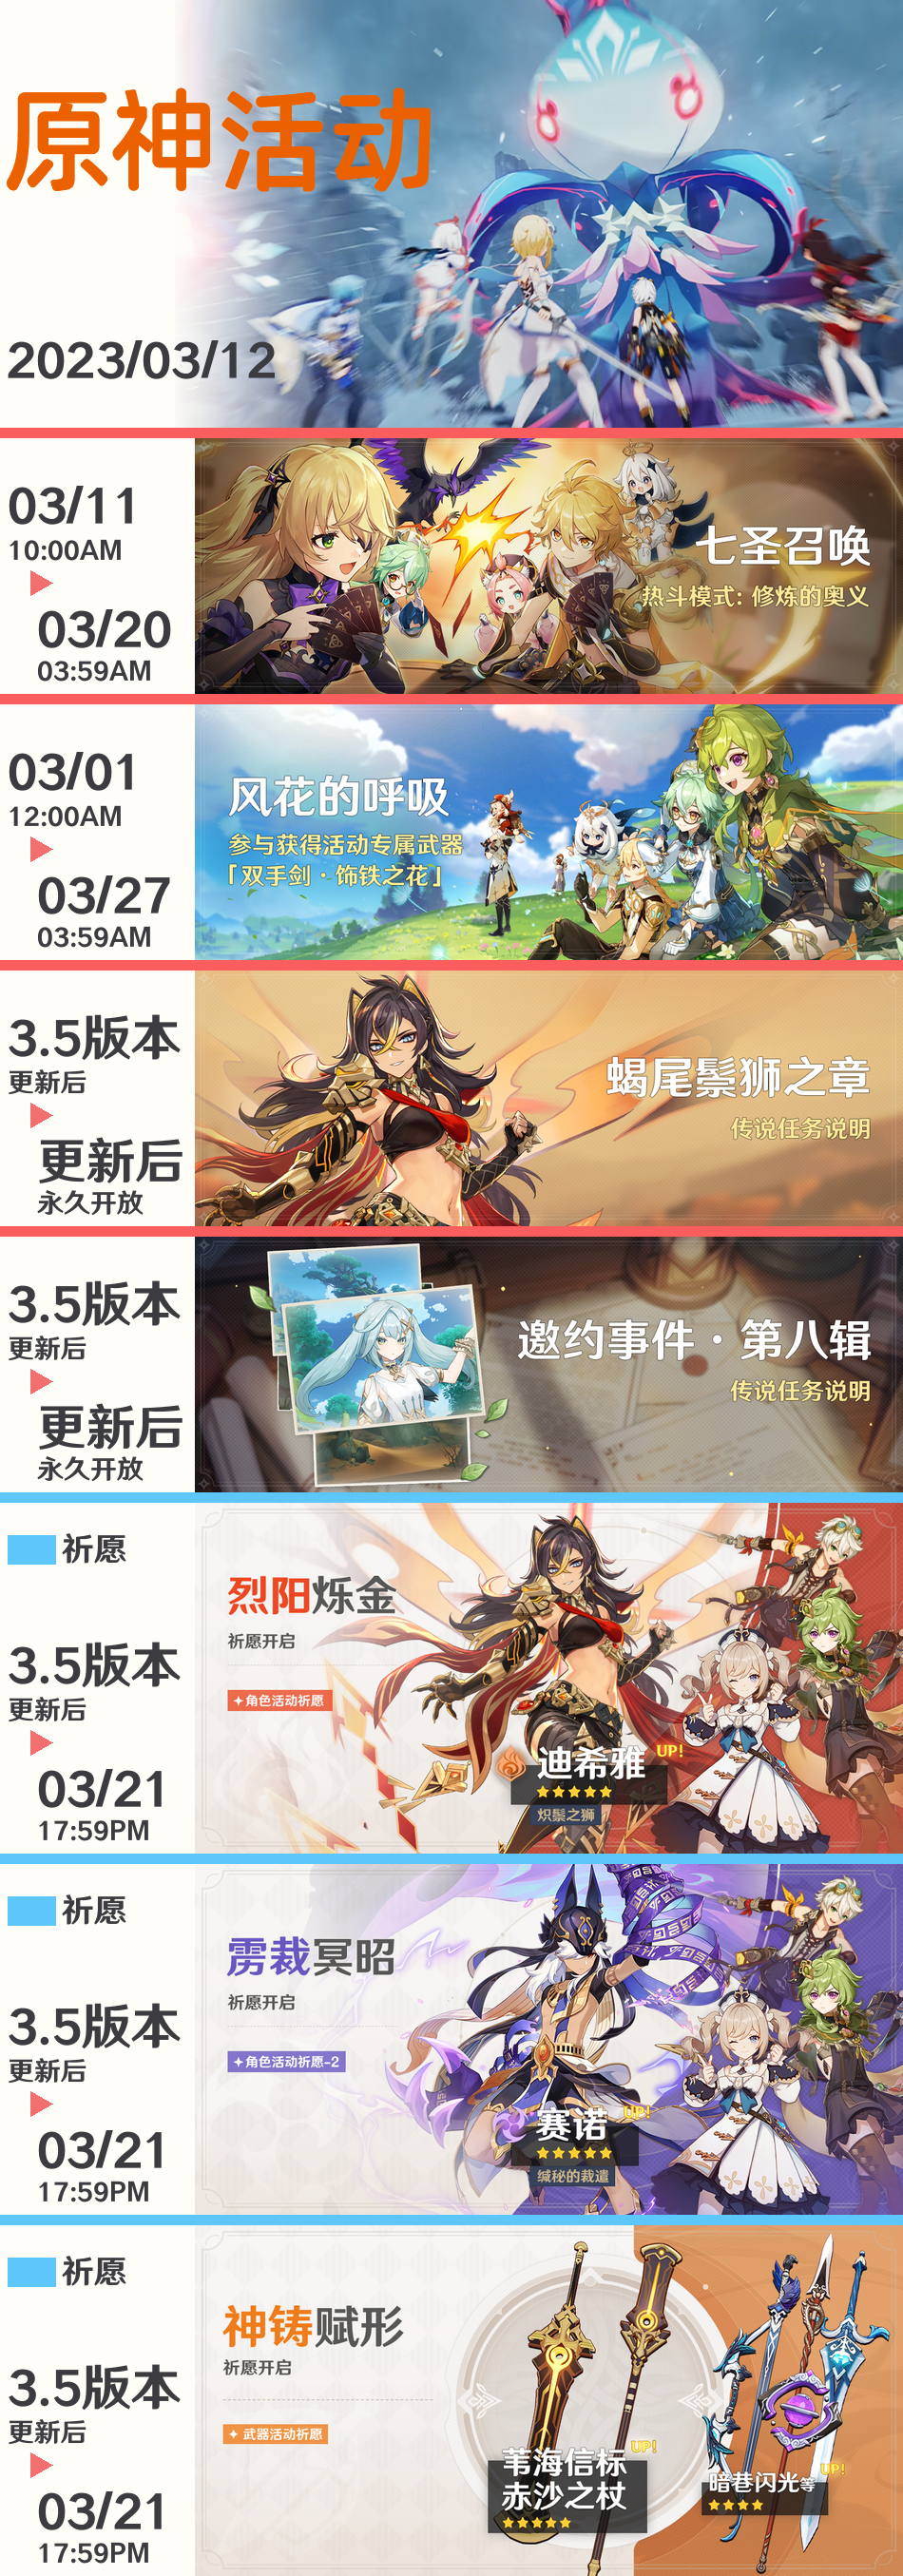 原神活动
2023/03/12
03/11
10:00AM
03/20
03:59AM
七圣召唤
热斗模式: 修炼的奥义
03/01
12:00AM
03/27
03:59AM
风花的呼吸
参与获得活动专属武器
「双手剑·饰铁之花」
3.5版本
更新后
更新后
永久开放
蝎尾鬃狮之章
传说任务说明
3.5版本
更新后
更新后
永久开放
邀约事件·第八辑
传说任务说明
祈愿
3.5版本
更新后
03/21
17:59PM
烈阳烁金
祈愿开启
角色活动祈愿
迪希雅 UP!
炽鬃之狮
祈愿
3.5版本
更新后
03/21
17:59PM
雳裁冥昭
祈愿开启
角色活动祈愿-2
赛诺 UP!
缄秘的裁遣
祈愿
3.5版本
更新后
03/21
17:59PM
神铸赋形
祈愿开启
武器活动祈愿
苇海信标 UP!
赤沙之杖
暗巷闪光等 UP!